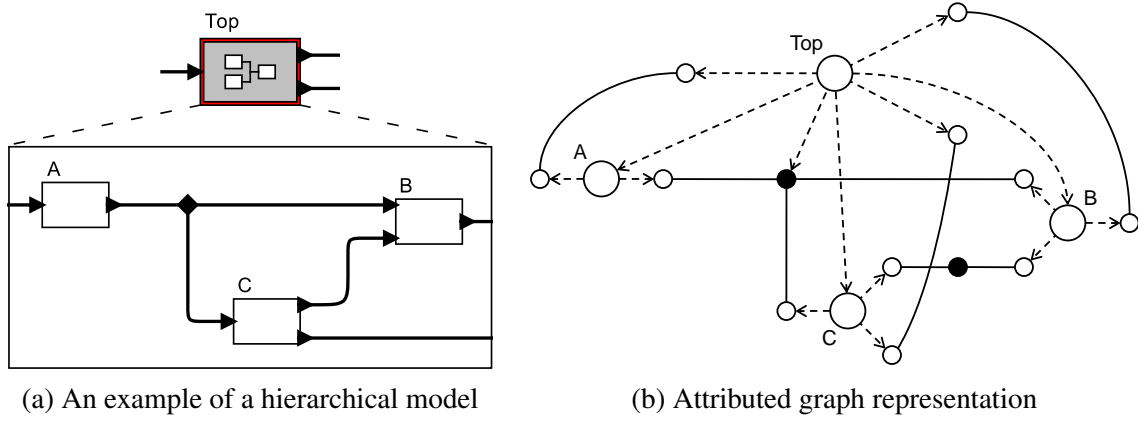 Top
A
B
C
(a) An example of a hierarchical model
Top
A
B
C
(b) Attributed graph representation